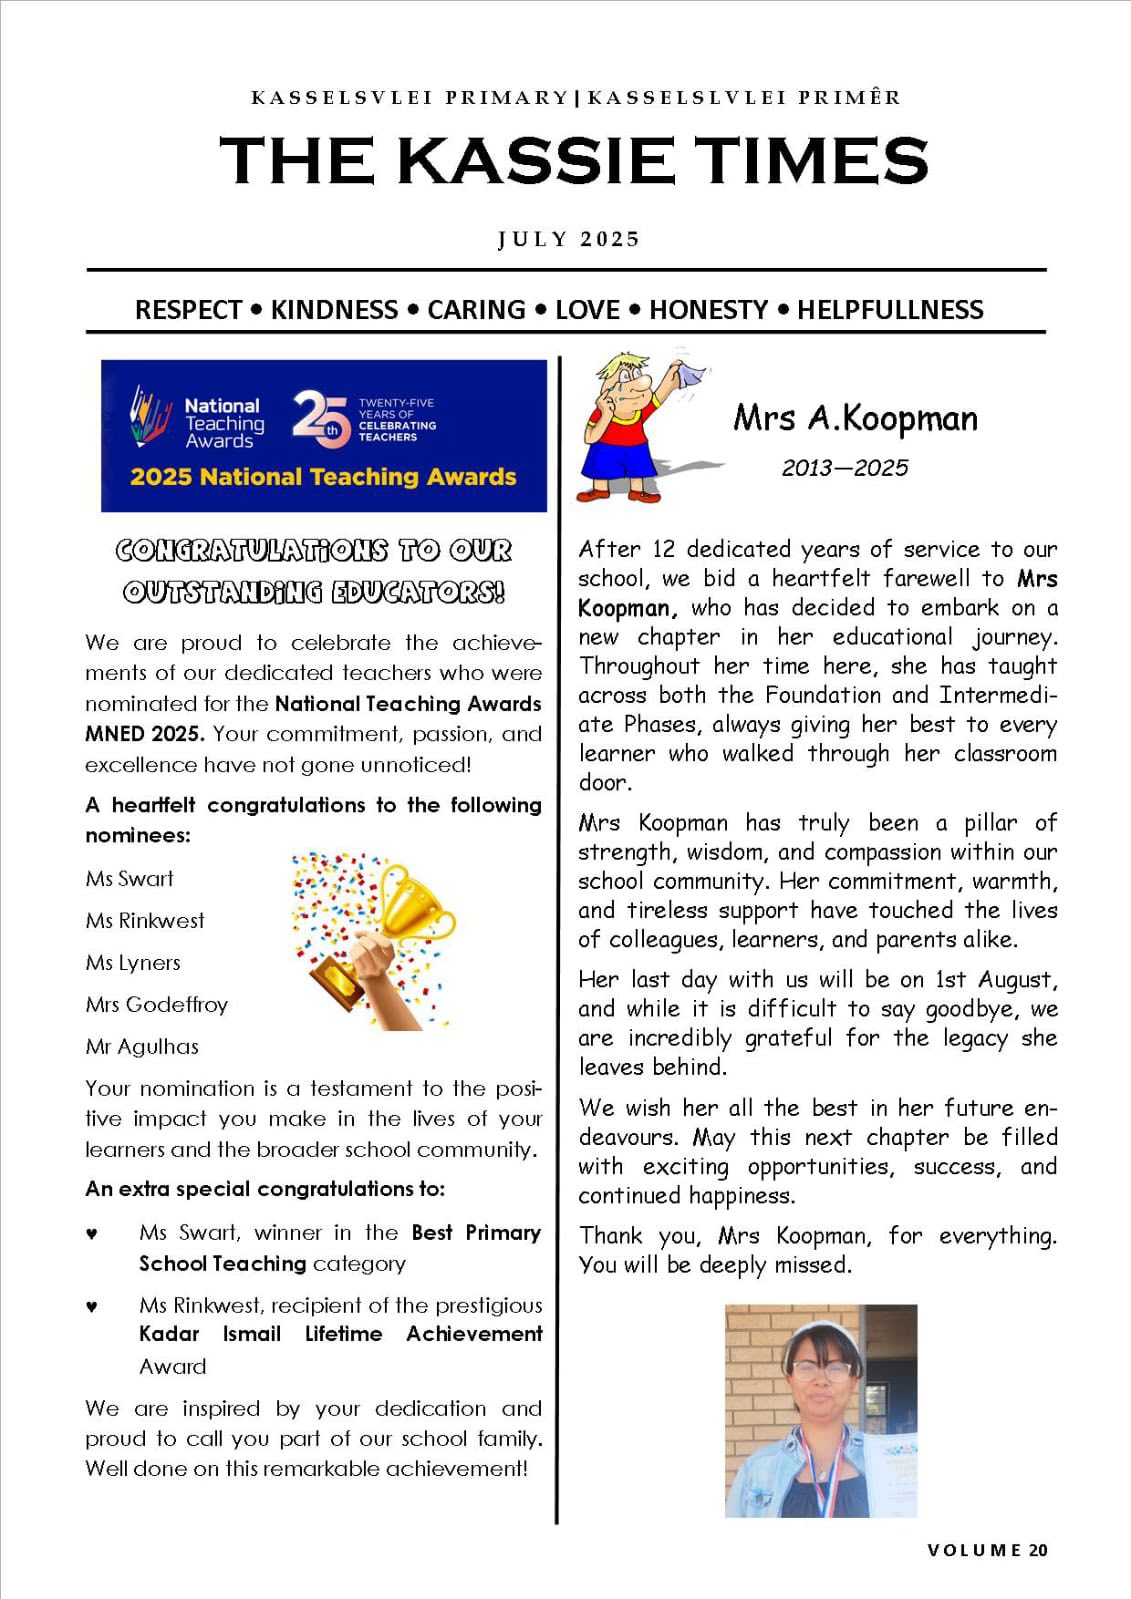 KASSELSVLEI PRIMARY|KASSELSLVLEI PRIMÊR
THE KASSIE TIMES
JULY 2025
RESPECT • KINDNESS • CARING • LOVE • HONESTY • HELPFULLNESS
National
Teaching
Awards
25th
TWENTY-FIVE
YEARS OF
CELEBRATING
TEACHERS
2025 National Teaching Awards
CONGRATULATIONS TO OUR
OUTSTANDING EDUCATORS!
We are proud to celebrate the achieve-
ments of our dedicated teachers who were
nominated for the National Teaching Awards
MNED 2025. Your commitment, passion, and
excellence have not gone unnoticed!
A heartfelt congratulations to the following
nominees:
Ms Swart
Ms Rinkwest
Ms Lyners
Mrs Godeffroy
Mr Agulhas
Your nomination is a testament to the posi-
tive impact you make in the lives of your
learners and the broader school community.
An extra special congratulations to:
♥ Ms Swart, winner in the Best Primary
School Teaching category
♥ Ms Rinkwest, recipient of the prestigious
Kadar Ismail Lifetime Achievement
Award
We are inspired by your dedication and
proud to call you part of our school family.
Well done on this remarkable achievement!
Mrs A.Koopman
2013—2025
After 12 dedicated years of service to our
school, we bid a heartfelt farewell to Mrs
Koopman, who has decided to embark on a
new chapter in her educational journey.
Throughout her time here, she has taught
across both the Foundation and Intermedi-
ate Phases, always giving her best to every
learner who walked through her classroom
door.
Mrs Koopman has truly been a pillar of
strength, wisdom, and compassion within our
school community. Her commitment, warmth,
and tireless support have touched the lives
of colleagues, learners, and parents alike.
Her last day with us will be on 1st August,
and while it is difficult to say goodbye, we
are incredibly grateful for the legacy she
leaves behind.
We wish her all the best in her future en-
deavours. May this next chapter be filled
with exciting opportunities, success, and
continued happiness.
Thank you, Mrs Koopman, for everything.
You will be deeply missed.
VOLUME 20